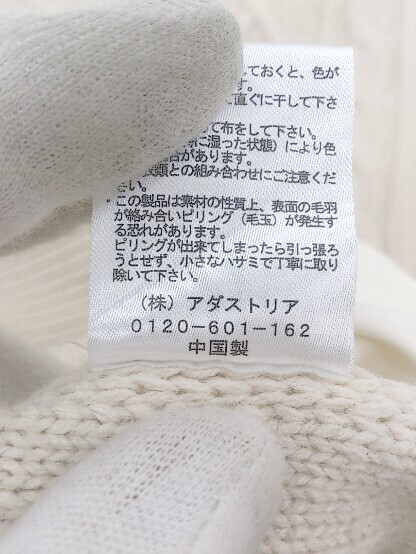 ておくと、色が
す。
直ぐに干して下さ
て布をして下さい。
に湿った状態）により色
合があります。
衣類との組み合わせにご注意くだ
さい。
・この製品は素材の性質上、表面の毛羽
が絡み合いピリング（毛玉）が発生す
る恐れがあります。
ピリングが出来てしまったら引っ張ろ
うとせず、小さなハサミで丁寧に取り
除いて下さい。
（株）アダストリア
0120-601-162
中国製